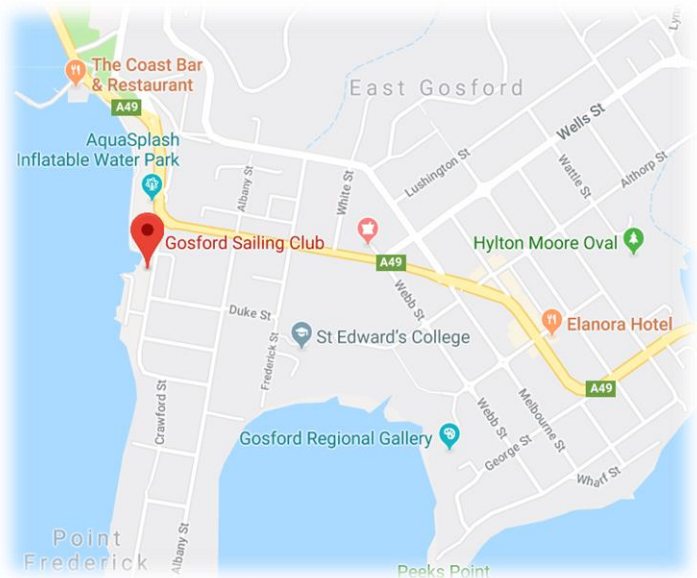 The Coast Bar
& Restaurant
A49
AquaSplash
Inflatable Water Park
East Gosford
Wells St
Lushington St
Wattle St
Althorp St
Albany St
White St
Gosford Sailing Club
Hylton Moore Oval
A49
Webb St
Duke St
St Edward's College
Elanora Hotel
Frederick St
A49
Crawford St
Gosford Regional Gallery
Webb St
Melbourne St
George St
Wharf St
Point
Frederick
Albany St
Peeks Point